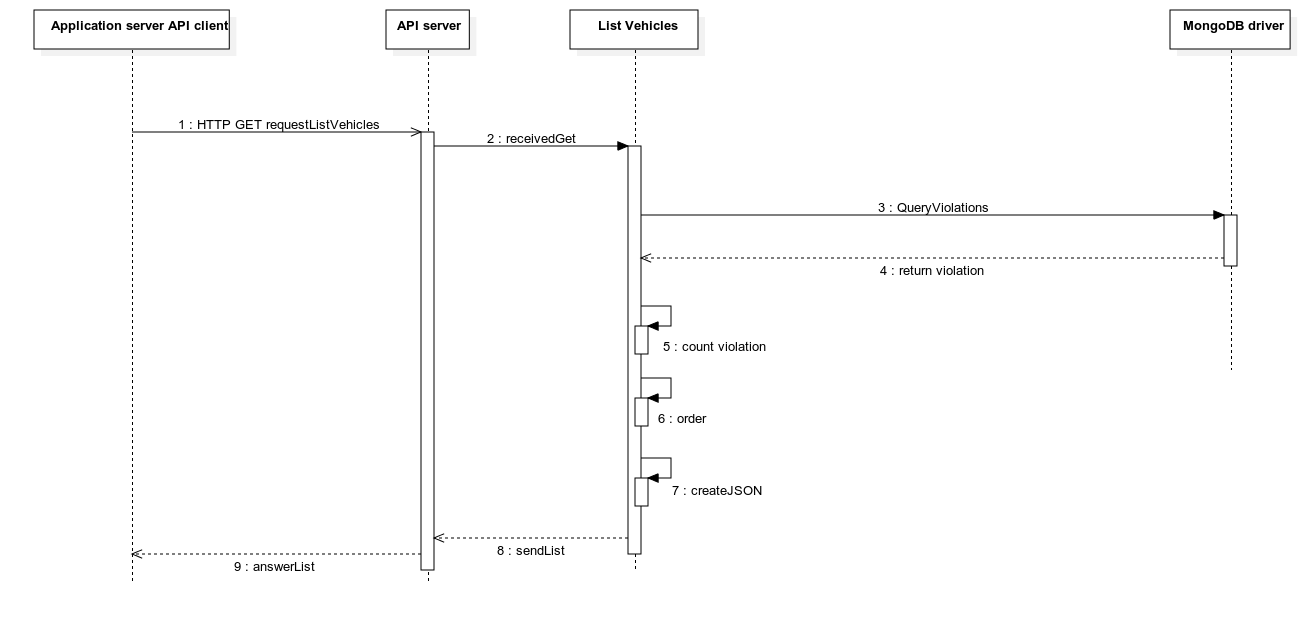 Application server API client
API server
List Vehicles
MongoDB driver
1 : HTTP GET requestListVehicles
2 : receivedGet
3 : QueryViolations
4 : return violation
5 : count violation
6 : order
7 : createJSON
8 : sendList
9 : answerList